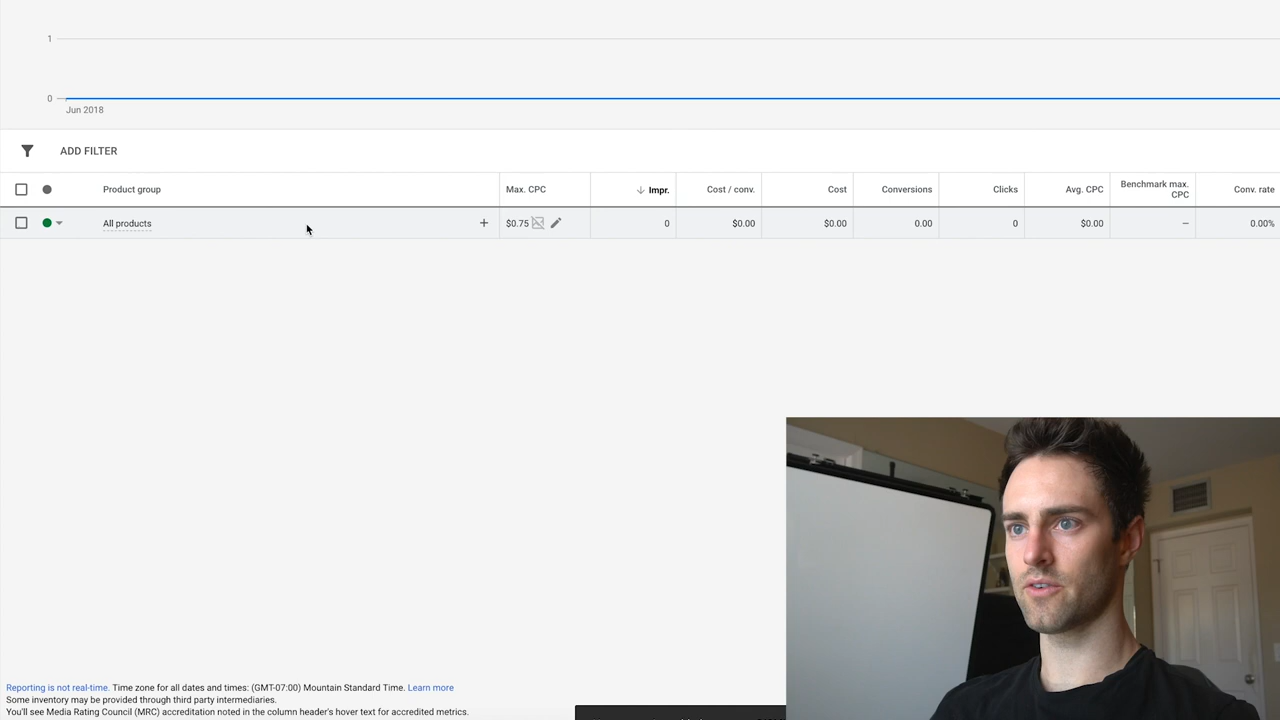 1
0
Jun 2018
ADD FILTER
Product group Max. CPC Impr. Cost / conv. Cost Conversions Clicks Avg. CPC Benchmark max. CPC Conv. rate
All products $0.75 0 $0.00 $0.00 0.00 0 $0.00 – 0.00%
Reporting is not real-time. Time zone for all dates and times: (GMT-07:00) Mountain Standard Time. Learn more
Some inventory may be provided through third party intermediaries.
You'll see Media Rating Council (MRC) accreditation noted in the column header's hover text for accredited metrics.